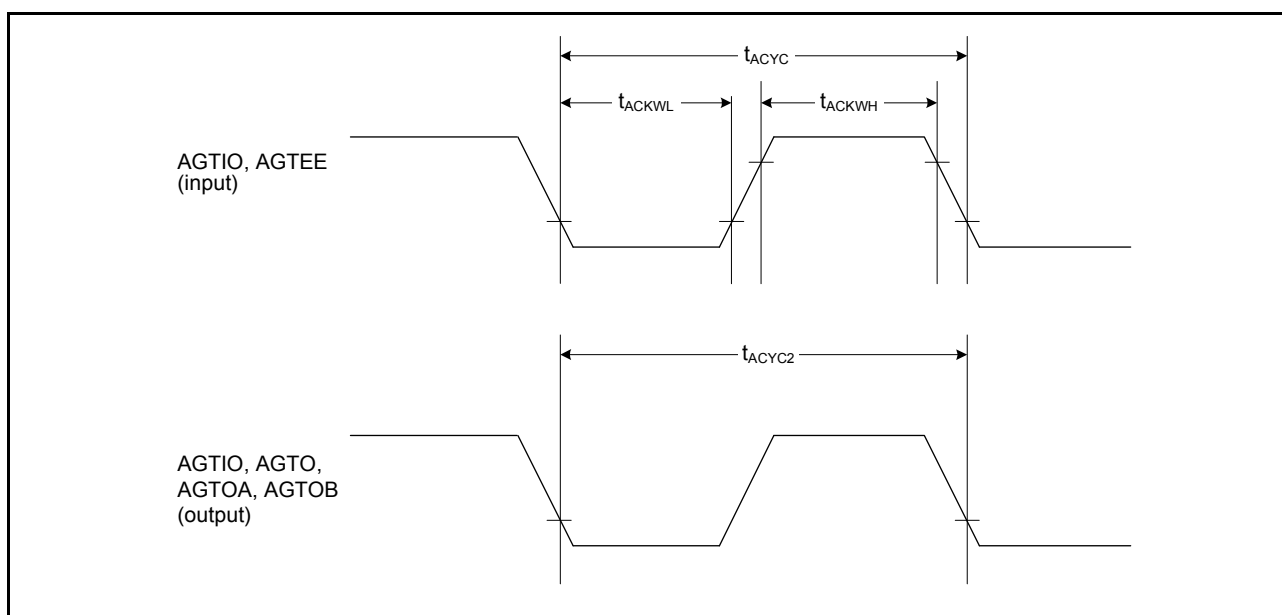 tACYC
tACKWL
tACKWH
AGTIO, AGTEE
(input)
tACYC2
AGTIO, AGTO,
AGTOA, AGTOB
(output)